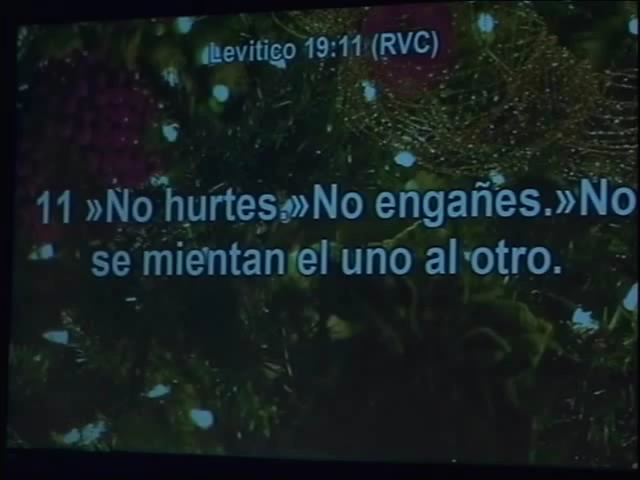 Levitico 19:11 (RVC)
11 »No hurtes.»No engañes.»No
se mientan el uno al otro.